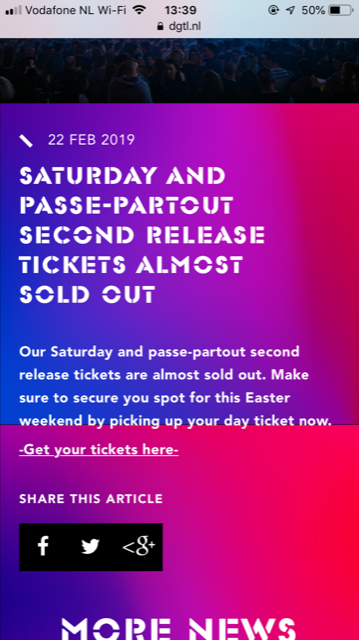 Vodafone NL Wi-Fi 13:39 50%
dgtl.nl
22 FEB 2019
SATURDAY AND
PASSE-PARTOUT
SECOND RELEASE
TICKETS ALMOST
SOLD OUT
Our Saturday and passe-partout second
release tickets are almost sold out. Make
sure to secure you spot for this Easter
weekend by picking up your day ticket now.
-Get your tickets here-
SHARE THIS ARTICLE
f <g+
MORE NEWS